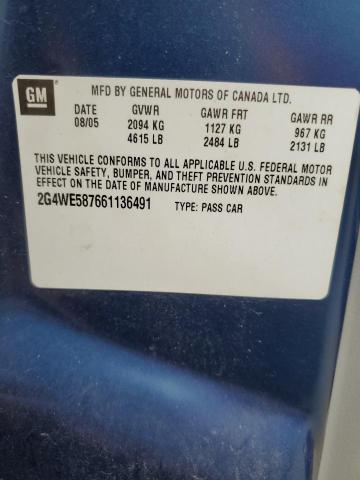 GM
MFD BY GENERAL MOTORS OF CANADA LTD.
DATE GVWR GAWR FRT GAWR RR
08/05 2094 KG 1127 KG 967 KG
4615 LB 2484 LB 2131 LB
THIS VEHICLE CONFORMS TO ALL APPLICABLE U.S. FEDERAL MOTOR
VEHICLE SAFETY, BUMPER, AND THEFT PREVENTION STANDARDS IN
EFFECT ON THE DATE OF MANUFACTURE SHOWN ABOVE.
2G4WE587661136491 TYPE: PASS CAR